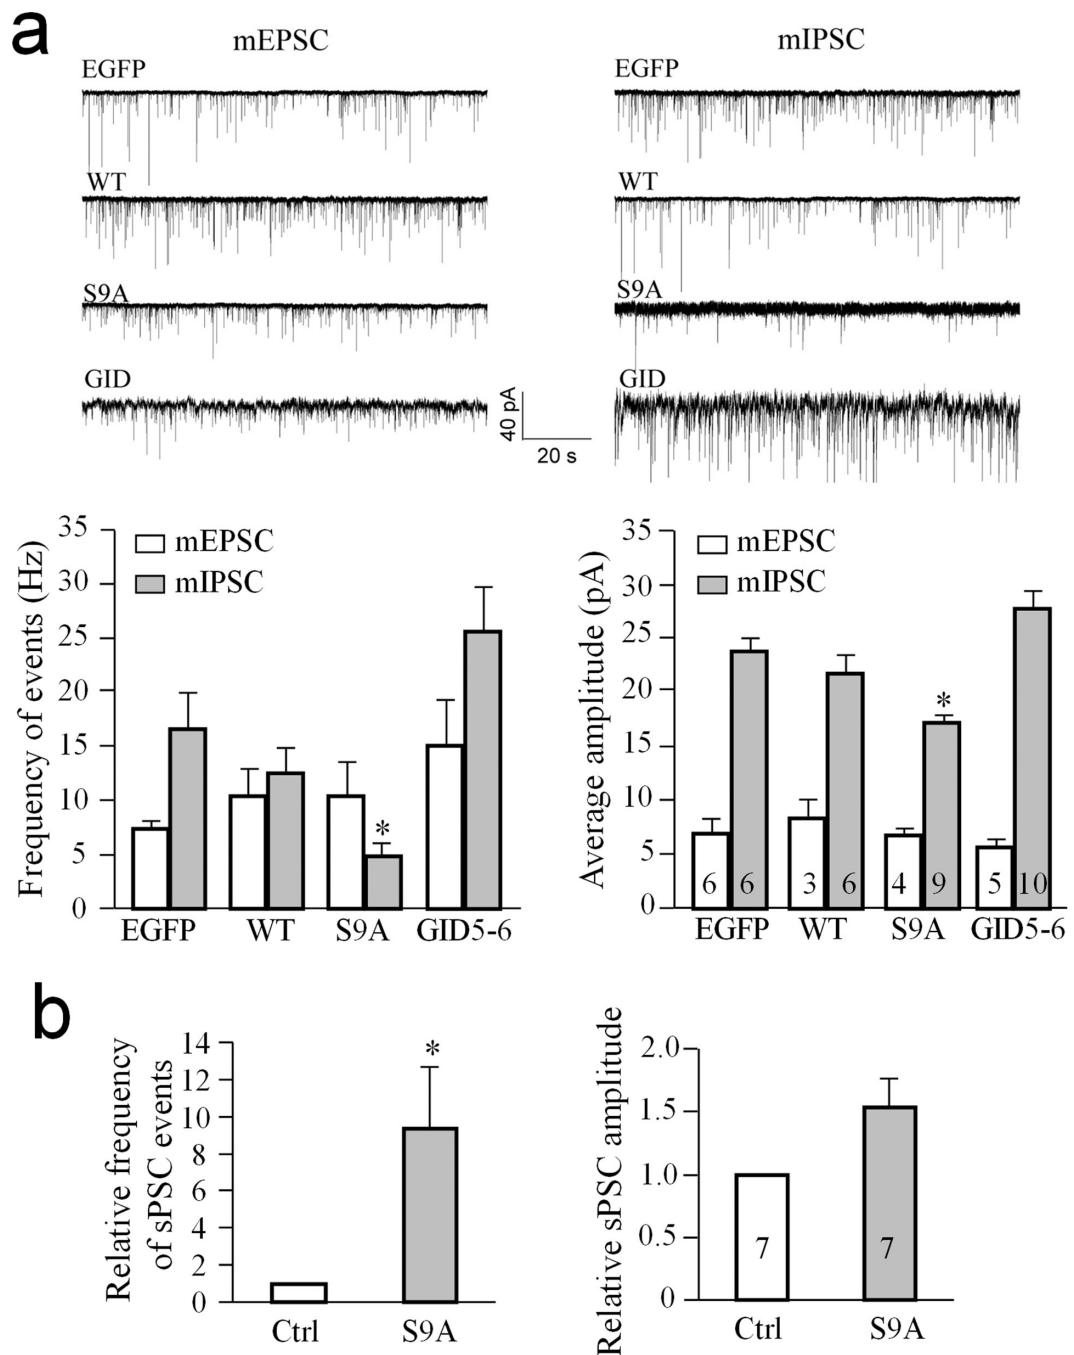 a
mEPSC
mIPSC
EGFP
EGFP
WT
WT
S9A
S9A
GID
GID
40 pA
20 s
Frequency of events (Hz)
35
30
25
20
15
10
5
0
mEPSC
mIPSC
*
EGFP WT S9A GID5-6
Average amplitude (pA)
35
30
25
20
15
10
5
0
mEPSC
mIPSC
*
6 6 3 6 4 9 5 10
EGFP WT S9A GID5-6
b
Relative frequency
of sPSC events
14
12
10
8
6
4
2
0
*
Ctrl S9A
Relative sPSC amplitude
2.0
1.5
1.0
0.5
0
7 7
Ctrl S9A